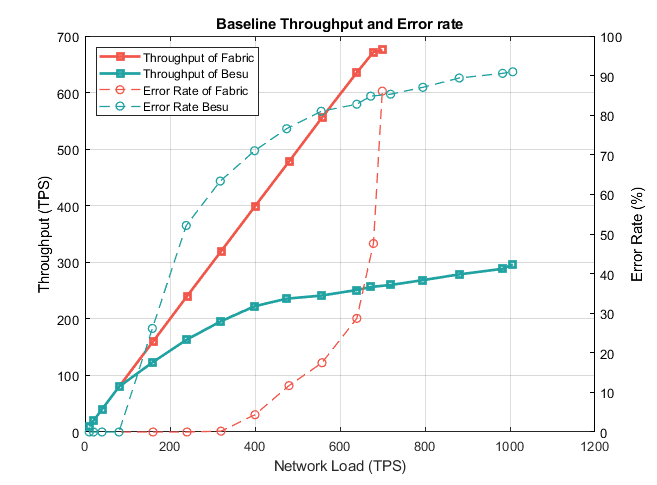 Baseline Throughput and Error rate
Throughput of Fabric
Throughput of Besu
Error Rate of Fabric
Error Rate Besu
Throughput (TPS)
700
600
500
400
300
200
100
0
Error Rate (%)
100
90
80
70
60
50
40
30
20
10
0
0 200 400 600 800 1000 1200
Network Load (TPS)